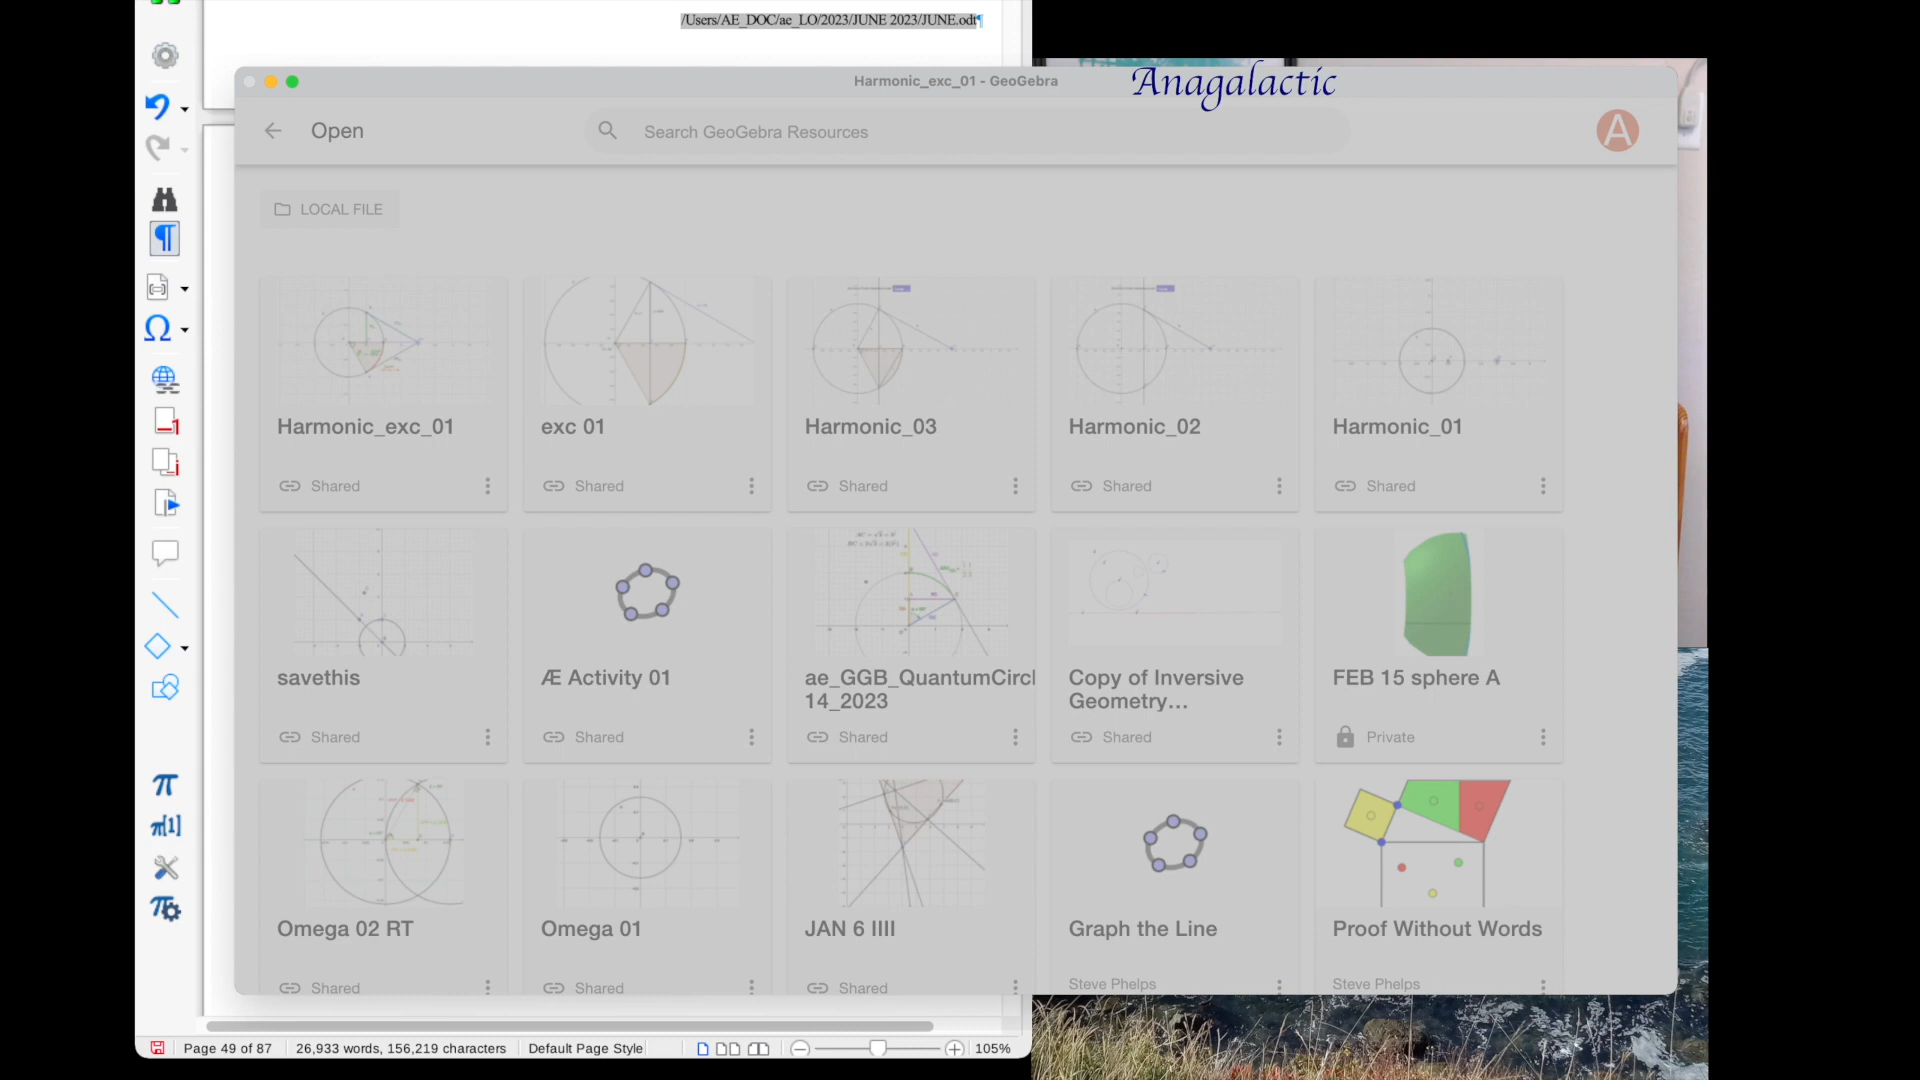 /Users/AE_DOC/ae_LO/2023/JUNE 2023/JUNE.odt¶
Harmonic_exc_01 - GeoGebra
Anagalactic
Open
Search GeoGebra Resources
A
LOCAL FILE
Harmonic_exc_01
exc 01
Harmonic_03
Harmonic_02
Harmonic_01
Shared
Shared
Shared
Shared
Shared
savethis
Æ Activity 01
ae_GGB_QuantumCircl
14_2023
Copy of Inversive
Geometry...
FEB 15 sphere A
Shared
Shared
Shared
Shared
Private
Omega 02 RT
Omega 01
JAN 6 IIII
Graph the Line
Proof Without Words
Shared
Shared
Shared
Steve Phelps
Steve Phelps
Page 49 of 87
26,933 words, 156,219 characters
Default Page Style
105%